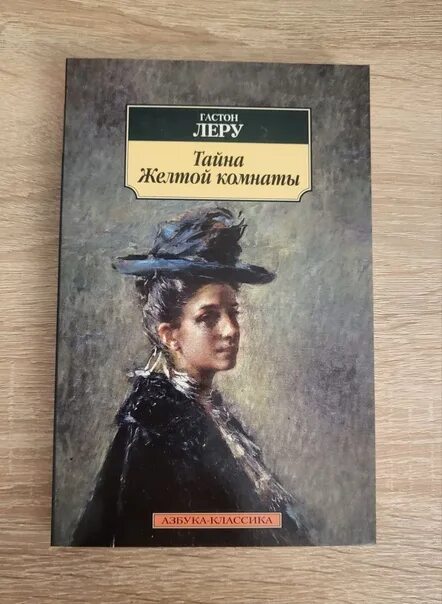 ГАСТОН
ЛЕРУ
Тайна
Желтой комнаты
АЗБУКА-КЛАССИКА